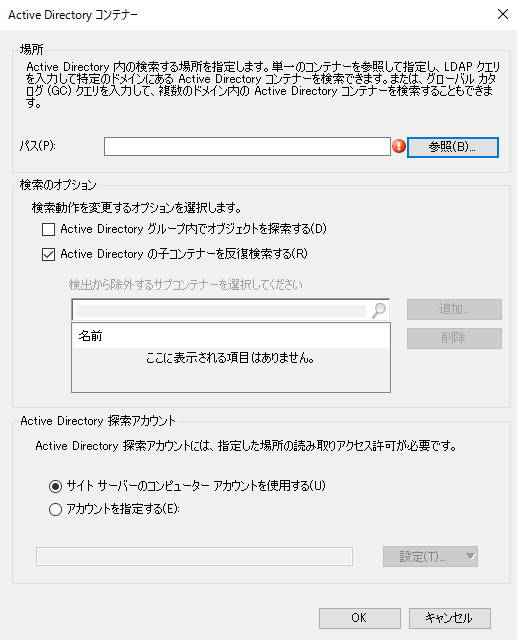 Active Directory コンテナー
場所
Active Directory 内の検索する場所を指定します。単一のコンテナーを参照して指定し、LDAP クエリ
を入力して特定のドメインにある Active Directory コンテナーを検索できます。または、グローバル カタ
ログ (GC) クエリを入力して、複数のドメイン内の Active Directory コンテナーを検索することもできま
す。
パス(P):
参照(B)...
検索のオプション
検索動作を変更するオプションを選択します。
Active Directory グループ内でオブジェクトを探索する(D)
Active Directory の子コンテナーを反復検索する(R)
検出から除外するサブコンテナーを選択してください
追加...
名前
削除
ここに表示される項目はありません。
Active Directory 探索アカウント
Active Directory 探索アカウントには、指定した場所の読み取りアクセス許可が必要です。
サイト サーバーのコンピューター アカウントを使用する(U)
アカウントを指定する(E):
設定(T)...
OK
キャンセル